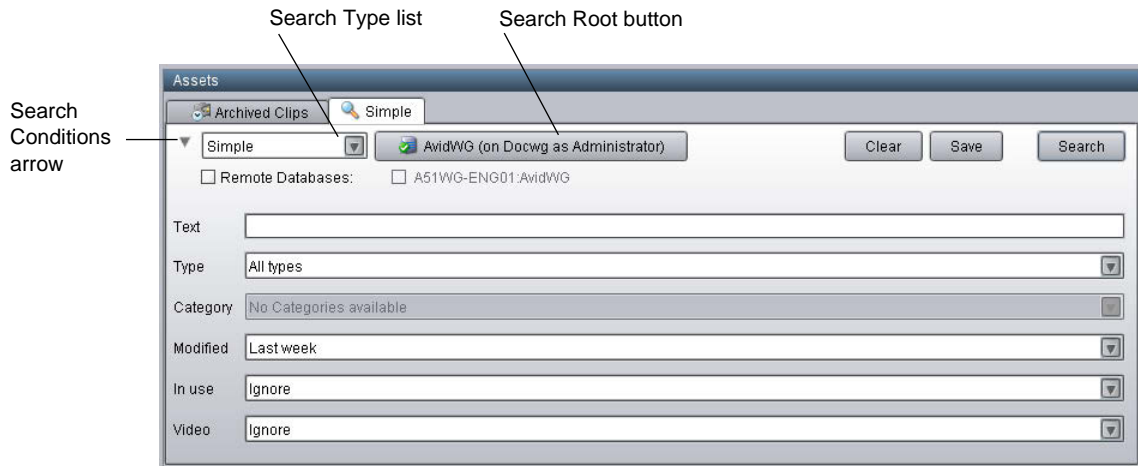 Search Type list
Search Root button
Assets
Archived Clips
Simple
Search
Conditions
arrow
Simple
AvidWG (on Docwg as Administrator)
Clear
Save
Search
Remote Databases:
A51WG-ENG01:AvidWG
Text
Type
All types
Category
No Categories available
Modified
Last week
In use
Ignore
Video
Ignore